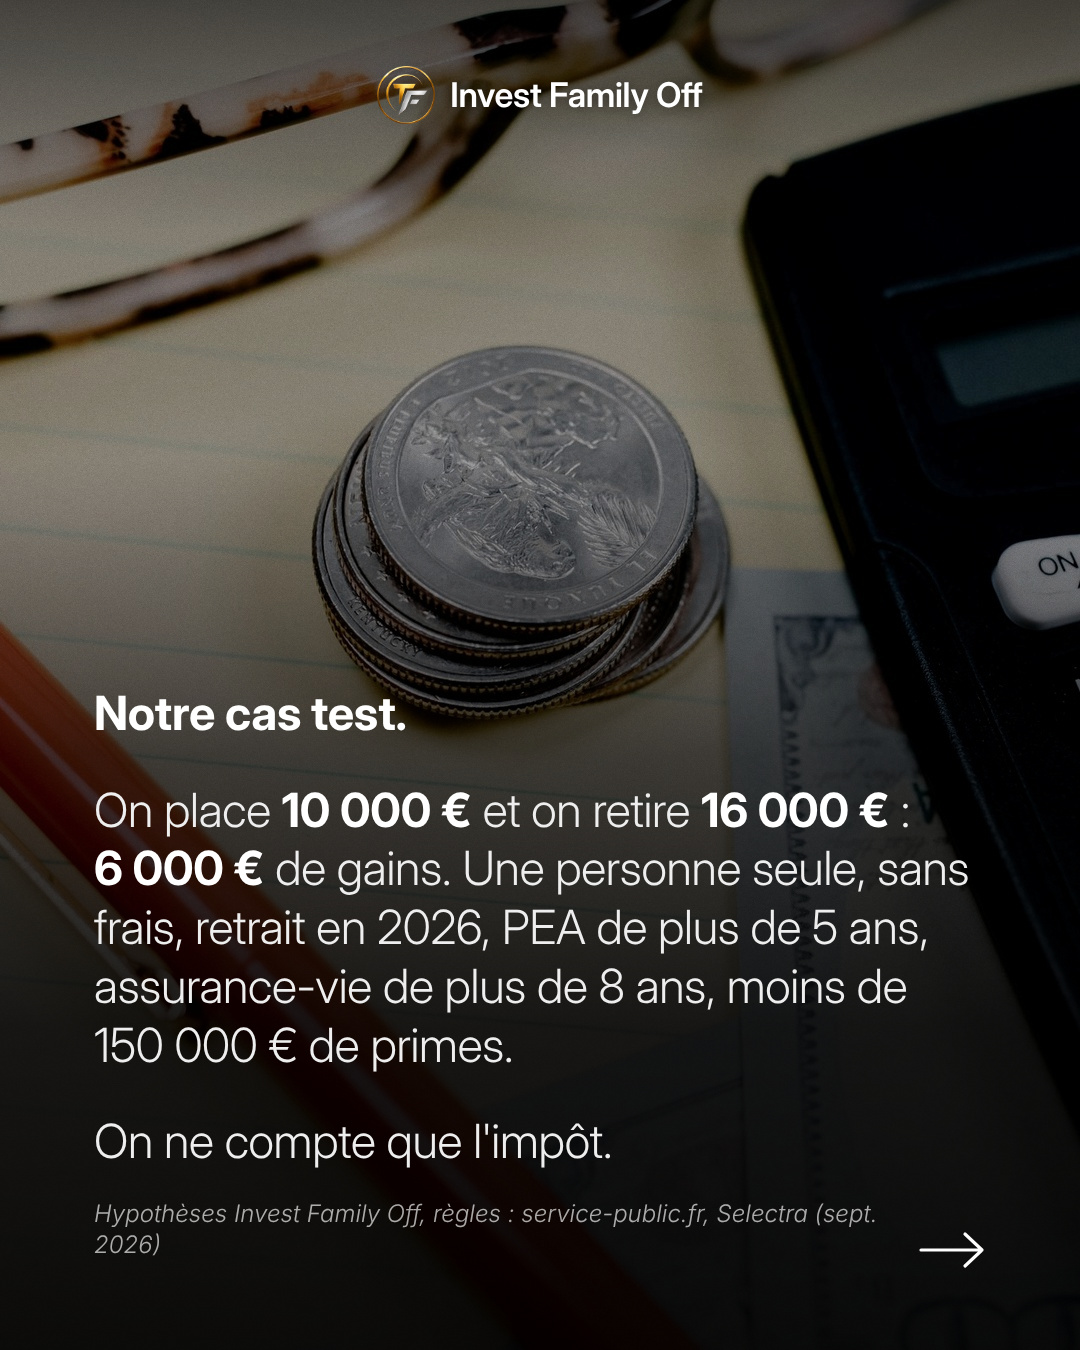 Invest Family Off
ON
KENTUCKY
Notre cas test.
On place 10 000 € et on retire 16 000 € :
6 000 € de gains. Une personne seule, sans
frais, retrait en 2026, PEA de plus de 5 ans,
assurance-vie de plus de 8 ans, moins de
150 000 € de primes.
On ne compte que l'impôt.
Hypothèses Invest Family Off, règles : service-public.fr, Selectra (sept.
2026)